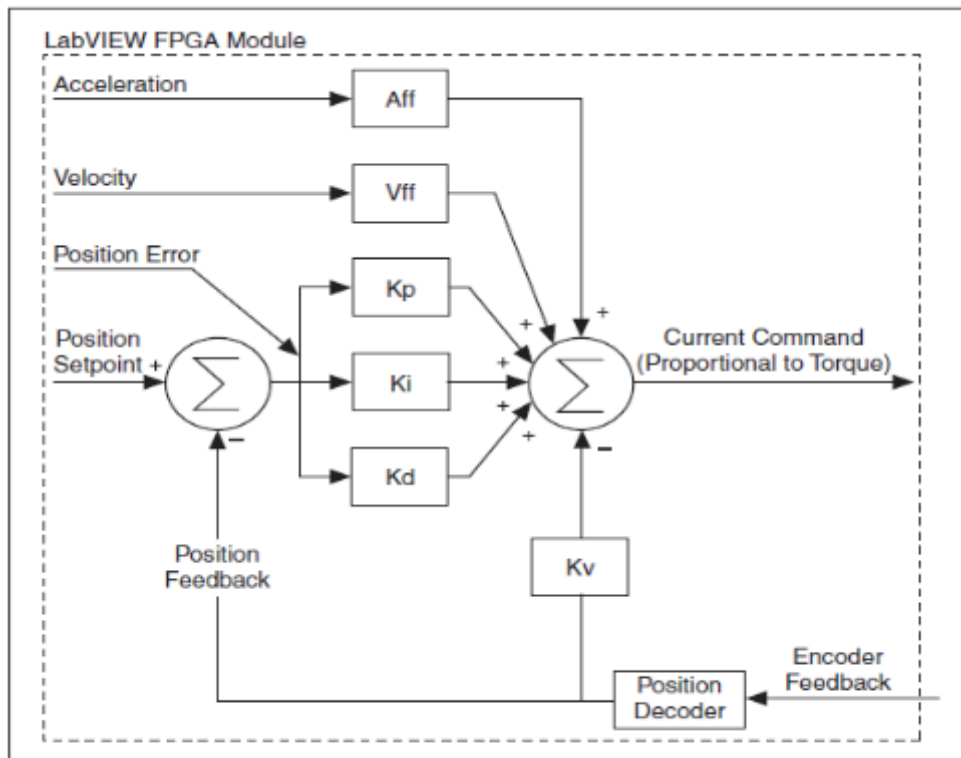 LabVIEW FPGA Module
Acceleration
Aff
Velocity
Vff
Position Error
Kp
+
+
Position
Setpoint +
Σ
Ki
+
Σ
Current Command
(Proportional to Torque)
−
+
+
−
Kd
Position
Feedback
Kv
Position
Decoder
Encoder
Feedback